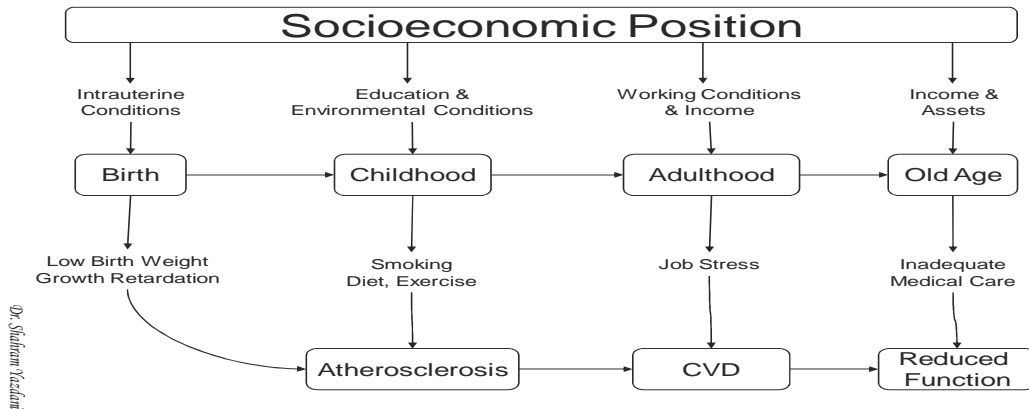 Socioeconomic Position
Intrauterine
Conditions
Education &
Environmental Conditions
Working Conditions
& Income
Income &
Assets
Birth
Childhood
Adulthood
Old Age
Low Birth Weight
Growth Retardation
Smoking
Diet, Exercise
Job Stress
Inadequate
Medical Care
Atherosclerosis
CVD
Reduced
Function
Dr. Shahram Yazdani